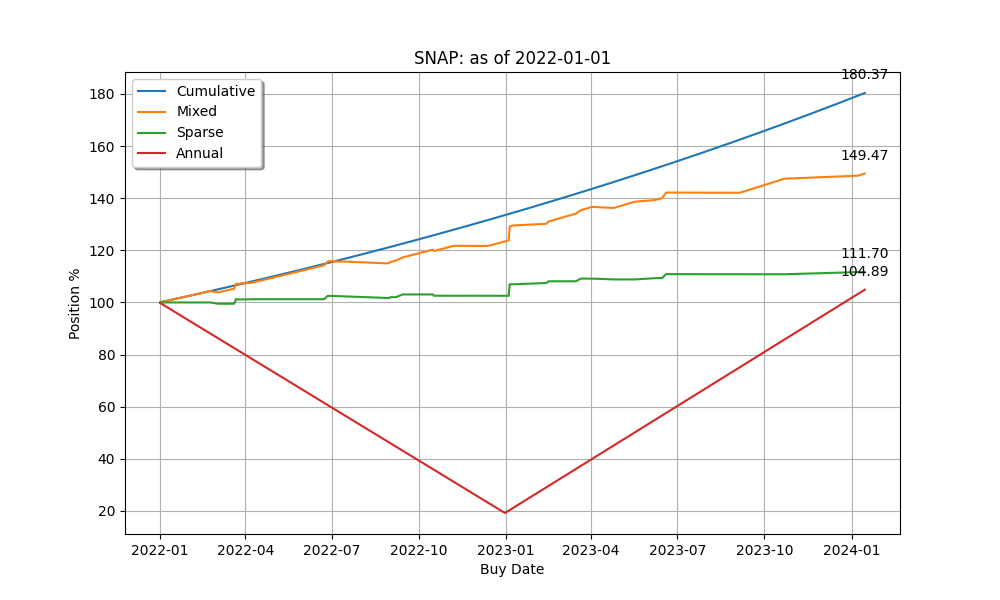 SNAP: as of 2022-01-01
Cumulative
Mixed
Sparse
Annual
180.37
149.47
111.70
104.89
180
160
140
120
100
80
60
40
20
Position %
2022-01 2022-04 2022-07 2022-10 2023-01 2023-04 2023-07 2023-10 2024-01
Buy Date